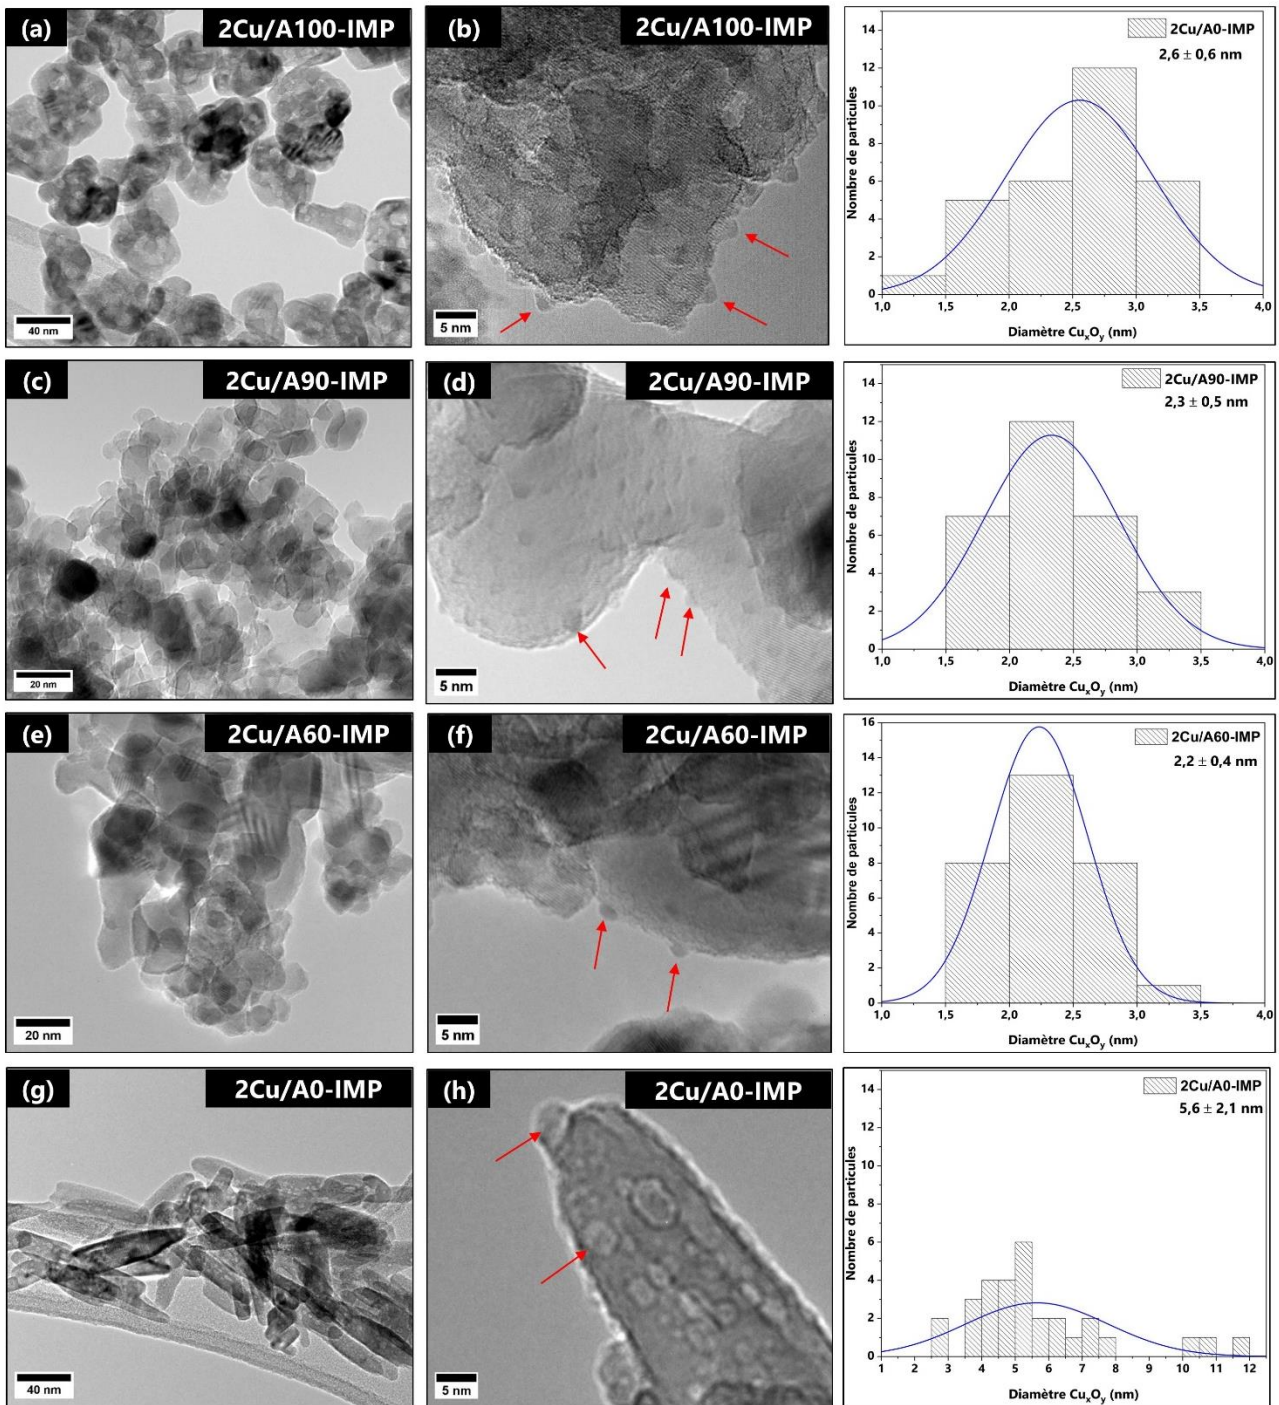 (a) 2Cu/A100-IMP
40 nm
(b) 2Cu/A100-IMP
5 nm
2Cu/A0-IMP
2,6 ± 0,6 nm
Nombre de particules
14
12
10
8
6
4
2
0
1,0 1,5 2,0 2,5 3,0 3,5 4,0
Diamètre CuxOy (nm)
(c) 2Cu/A90-IMP
20 nm
(d) 2Cu/A90-IMP
5 nm
2Cu/A90-IMP
2,3 ± 0,5 nm
Nombre de particules
14
12
10
8
6
4
2
0
1,0 1,5 2,0 2,5 3,0 3,5 4,0
Diamètre CuxOy (nm)
(e) 2Cu/A60-IMP
20 nm
(f) 2Cu/A60-IMP
5 nm
2Cu/A60-IMP
2,2 ± 0,4 nm
Nombre de particules
16
14
12
10
8
6
4
2
0
1,0 1,5 2,0 2,5 3,0 3,5 4,0
Diamètre CuxOy (nm)
(g) 2Cu/A0-IMP
40 nm
(h) 2Cu/A0-IMP
5 nm
2Cu/A0-IMP
5,6 ± 2,1 nm
Nombre de particules
14
12
10
8
6
4
2
0
1 2 3 4 5 6 7 8 9 10 11 12
Diamètre CuxOy (nm)